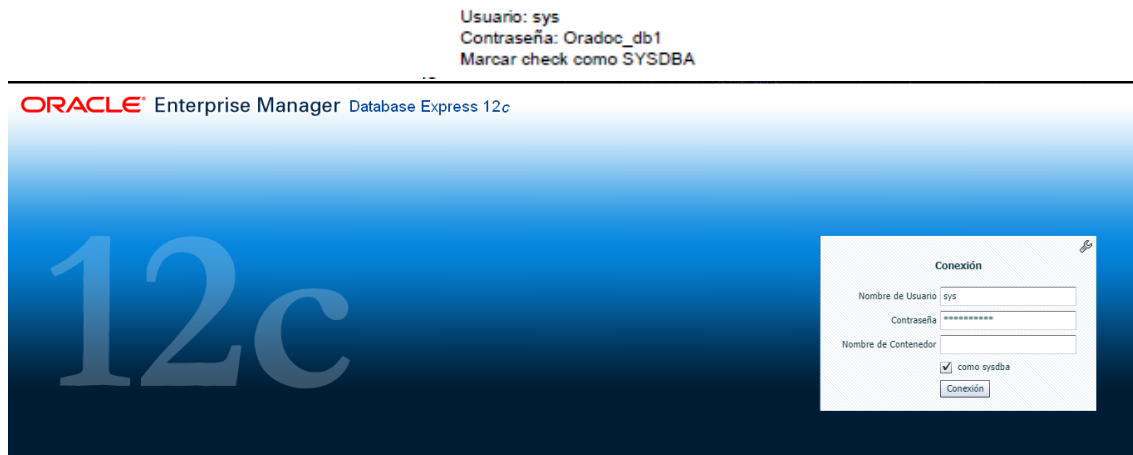 Usuario: sys
Contraseña: Oradoc_db1
Marcar check como SYSDBA
ORACLE® Enterprise Manager Database Express 12c
12c
Conexión
Nombre de Usuario sys
Contraseña **********
Nombre de Contenedor
como sysdba
Conexión